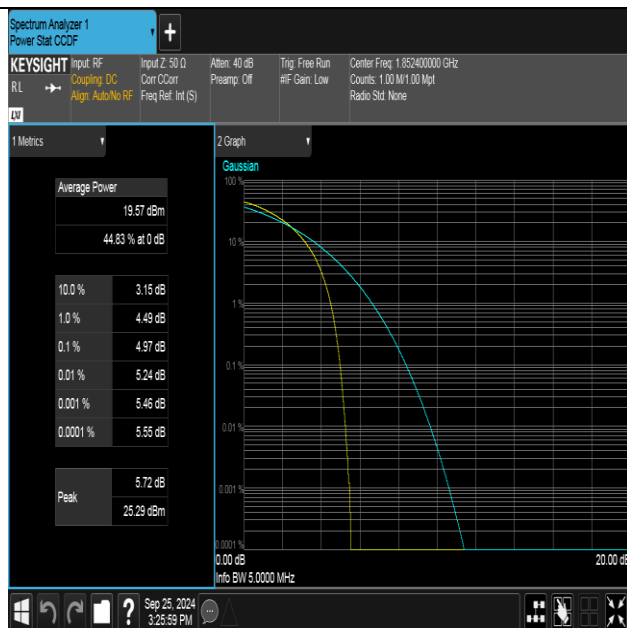 Spectrum Analyzer 1
Power Stat CCDF
+
KEYSIGHT
RL
LXI
Input: RF
Coupling: DC
Align: Auto/No RF
Input Z: 50 Ω
Corr CCorr
Freq Ref: Int (S)
Atten: 40 dB
Preamp: Off
Trig: Free Run
#IF Gain: Low
Center Freq: 1.852400000 GHz
Counts: 1.00 M/1.00 Mpt
Radio Std: None
1 Metrics
Average Power
19.57 dBm
44.83 % at 0 dB
10.0 % 3.15 dB
1.0 % 4.49 dB
0.1 % 4.97 dB
0.01 % 5.24 dB
0.001 % 5.46 dB
0.0001 % 5.55 dB
Peak
5.72 dB
25.29 dBm
2 Graph
Gaussian
100 %
10 %
1 %
0.1 %
0.01 %
0.001 %
0.0001 %
0.00 dB 20.00 dB
Info BW 5.0000 MHz
?
Sep 25, 2024
3:25:59 PM